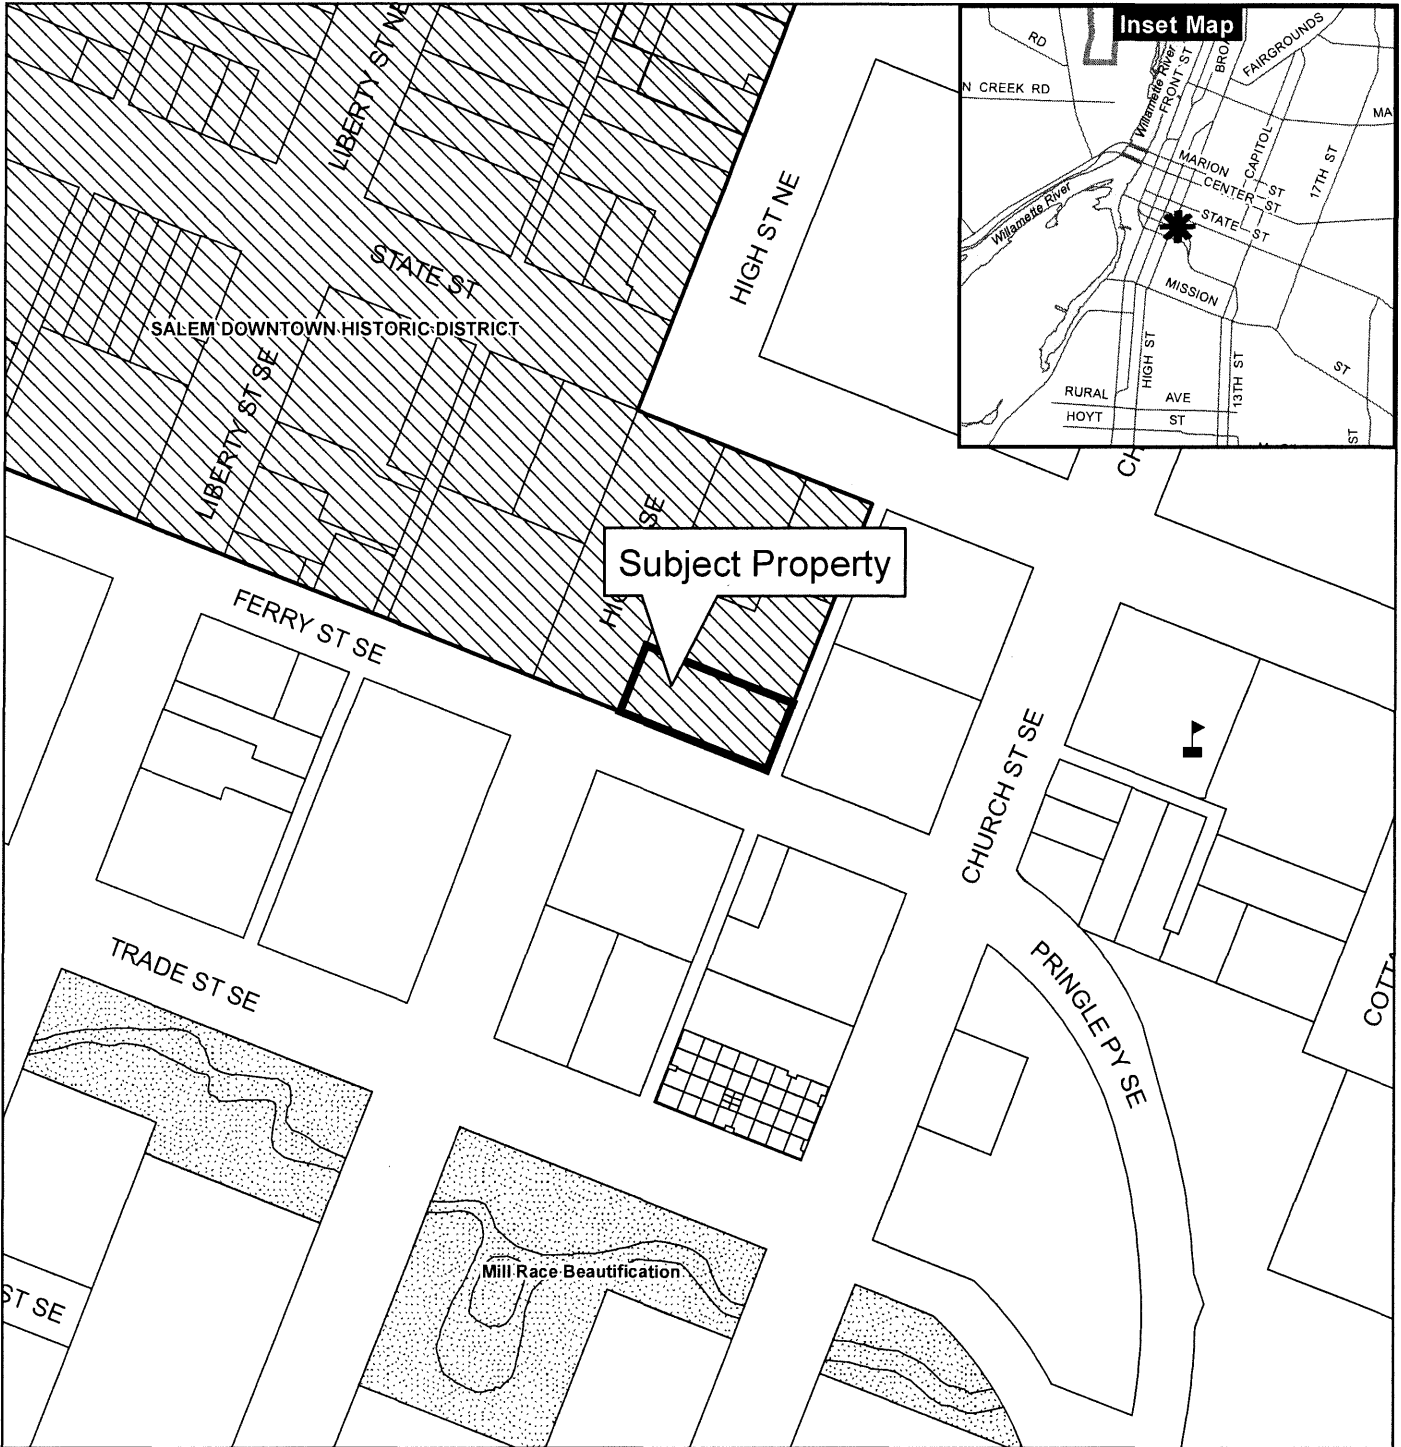 Inset Map
RD
N CREEK RD
Willamette River
FRONT ST
FAIRGROUNDS
MARION ST
CENTER ST
STATE ST
CAPITOL
17TH ST
Willamette River
MISSION
ST
HIGH ST
13TH ST
RURAL AVE
HOYT ST
ST
LIBERTY ST NE
HIGH ST NE
STATE ST
SALEM DOWNTOWN HISTORIC DISTRICT
LIBERTY ST SE
Subject Property
FERRY ST SE
CHURCH ST SE
TRADE ST SE
PRINGLE PY SE
Mill Race Beautification
ST SE